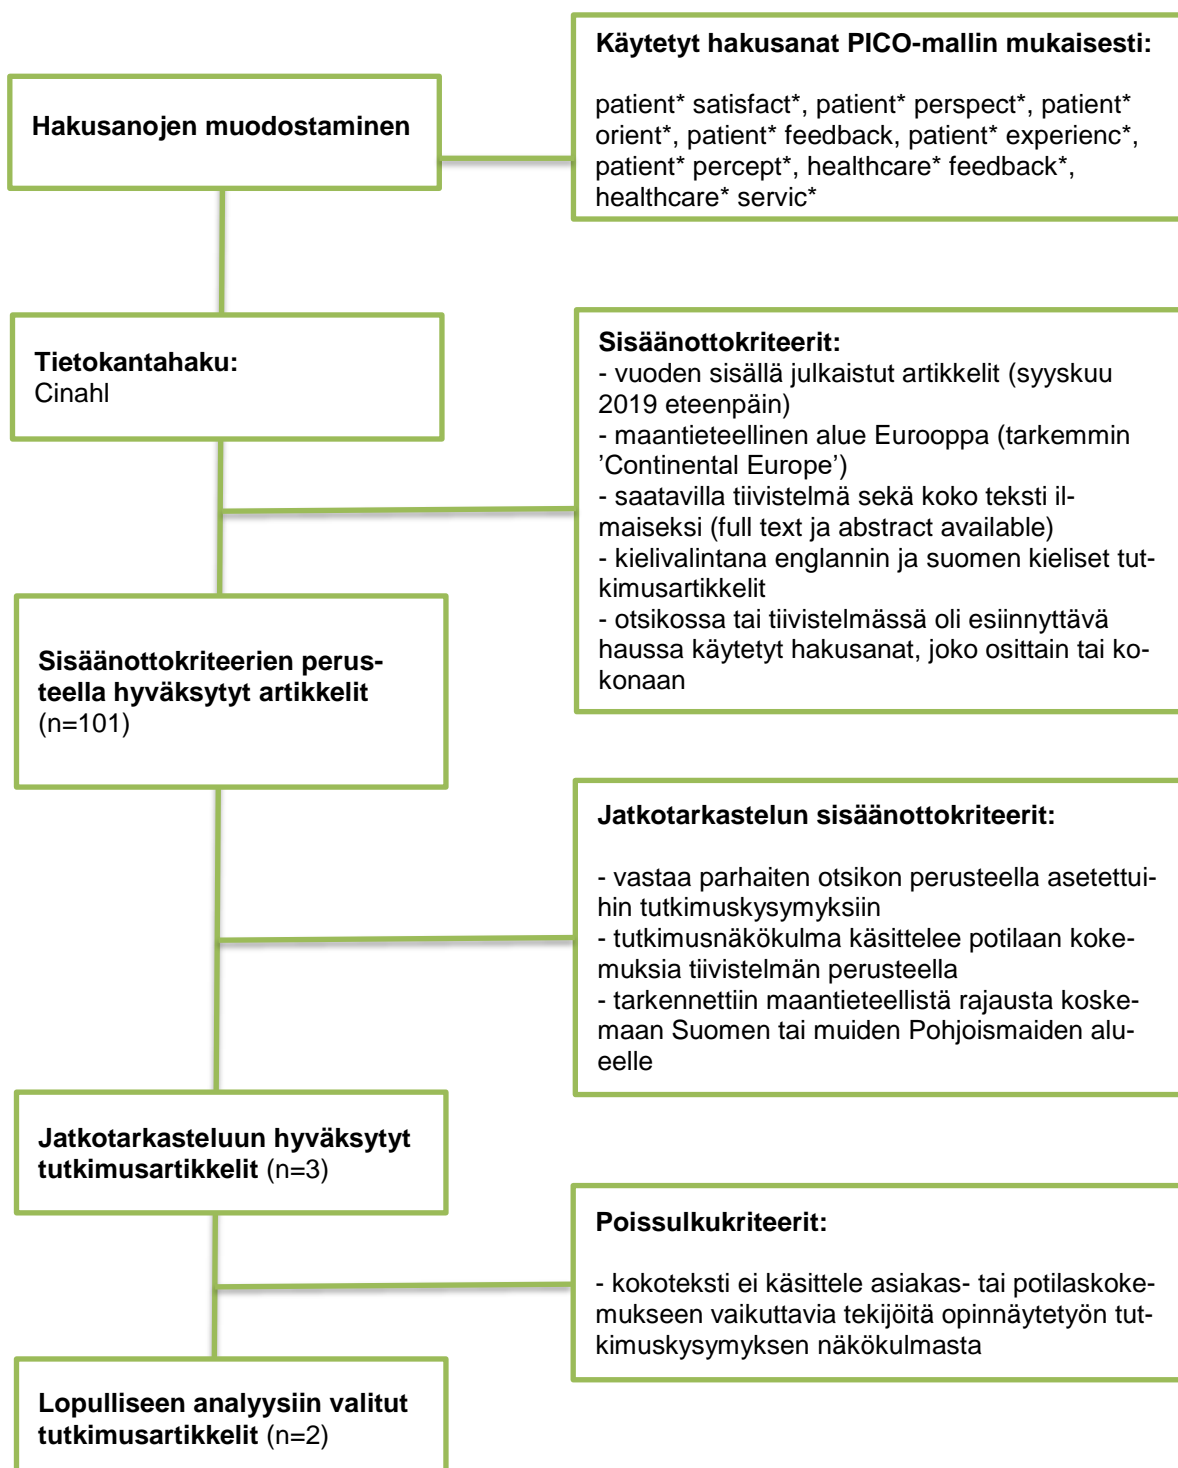 Käytetyt hakusanat PICO-mallin mukaisesti:
patient* satisfact*, patient* perspect*, patient*
orient*, patient* feedback, patient* experienc*,
patient* percept*, healthcare* feedback*,
healthcare* servic*
Hakusanojen muodostaminen
Tietokantahaku:
Cinahl
Sisäänottokriteerit:
- vuoden sisällä julkaistut artikkelit (syyskuu
2019 eteenpäin)
- maantieteellinen alue Eurooppa (tarkemmin
’Continental Europe’)
- saatavilla tiivistelmä sekä koko teksti il-
maiseksi (full text ja abstract available)
- kielivalintana englannin ja suomen kieliset tut-
kimusartikkelit
- otsikossa tai tiivistelmässä oli esiinnyttävä
haussa käytetyt hakusanat, joko osittain tai ko-
konaan
Sisäänottokriteerien perus-
teella hyväksytyt artikkelit
(n=101)
Jatkotarkastelun sisäänottokriteerit:
- vastaa parhaiten otsikon perusteella asetettui-
hin tutkimuskysymyksiin
- tutkimusnäkökulma käsittelee potilaan koke-
muksia tiivistelmän perusteella
- tarkennettiin maantieteellistä rajausta koske-
maan Suomen tai muiden Pohjoismaiden alu-
eelle
Jatkotarkasteluun hyväksytyt
tutkimusartikkelit (n=3)
Poissulkukriteerit:
- kokoteksti ei käsittele asiakas- tai potilaskoke-
mukseen vaikuttavia tekijöitä opinnäytetyön tut-
kimuskysymyksen näkökulmasta
Lopulliseen analyysiin valitut
tutkimusartikkelit (n=2)